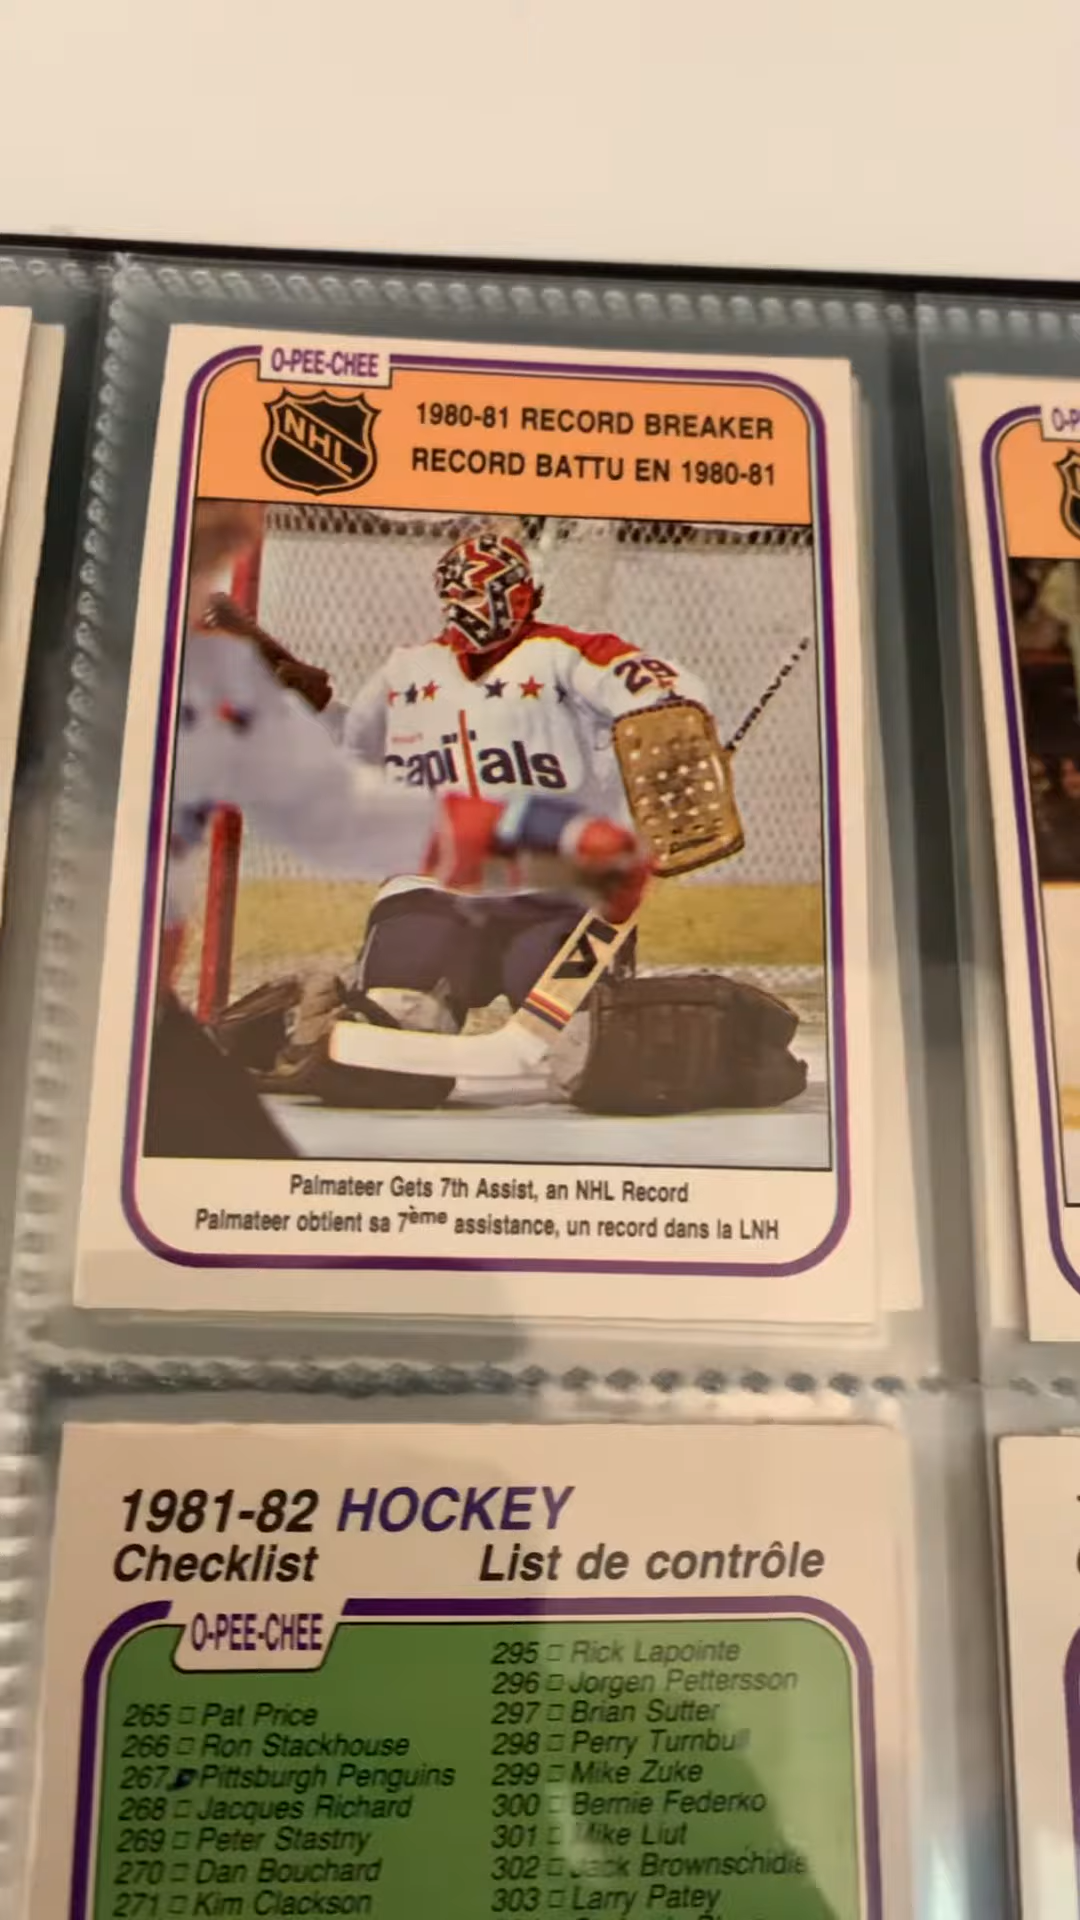 O-PEE-CHEE
NHL
1980-81 RECORD BREAKER
RECORD BATTU EN 1980-81
29
capitals
Palmateer Gets 7th Assist, an NHL Record
Palmateer obtient sa 7ème assistance, un record dans la LNH
1981-82 HOCKEY
Checklist
List de contrôle
O-PEE-CHEE
265 Pat Price
266 Ron Stackhouse
267 Pittsburgh Penguins
268 Jacques Richard
269 Peter Stastny
270 Dan Bouchard
271 Kim Clackson
295 Rick Lapointe
296 Jorgen Pettersson
297 Brian Sutter
298 Perry Turnbull
299 Mike Zuke
300 Bernie Federko
301 Mike Liut
302 Jack Brownschidle
303 Larry Patey